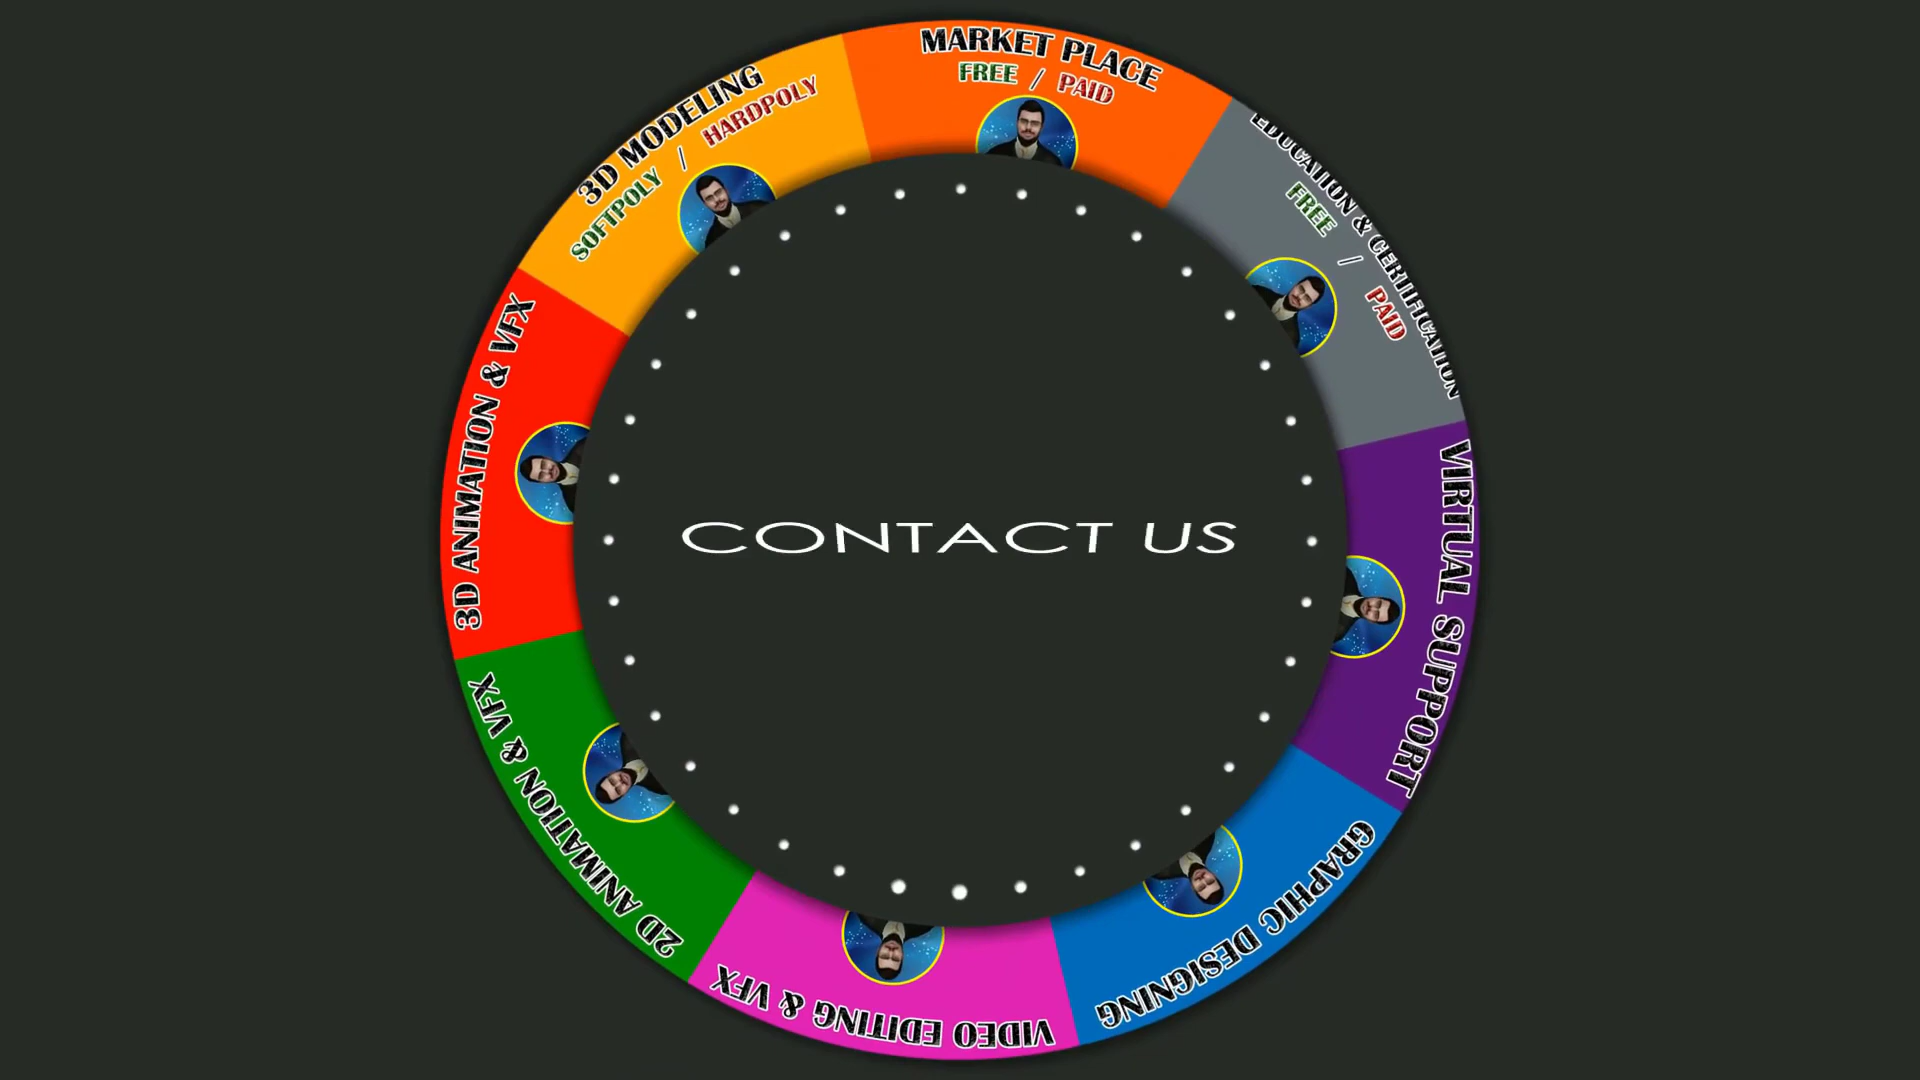 MARKET PLACE
FREE / PAID
EDUCATION & CERTIFICATION
FREE / PAID
VIRTUAL SUPPORT
GRAPHIC DESIGNING
VIDEO EDITING & VFX
2D ANIMATION & VFX
3D ANIMATION & VFX
3D MODELING
SOFTPOLY / HARDPOLY
CONTACT US